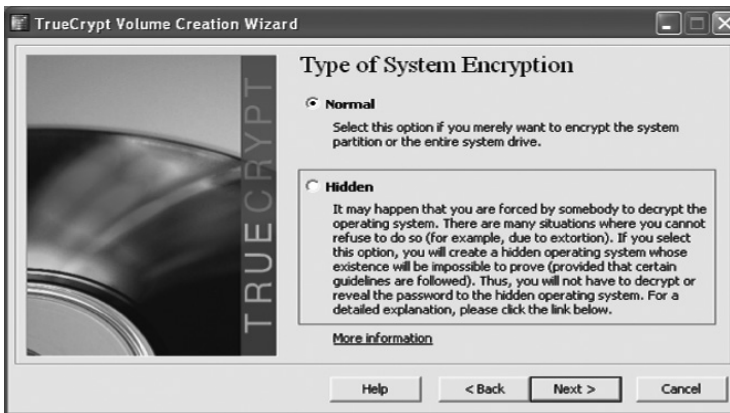 TrueCrypt Volume Creation Wizard
TRUECRYPT
Type of System Encryption
Normal
Select this option if you merely want to encrypt the system
partition or the entire system drive.
Hidden
It may happen that you are forced by somebody to decrypt the
operating system. There are many situations where you cannot
refuse to do so (for example, due to extortion). If you select
this option, you will create a hidden operating system whose
existence will be impossible to prove (provided that certain
guidelines are followed). Thus, you will not have to decrypt or
reveal the password to the hidden operating system. For a
detailed explanation, please click the link below.
More information
Help
< Back
Next >
Cancel